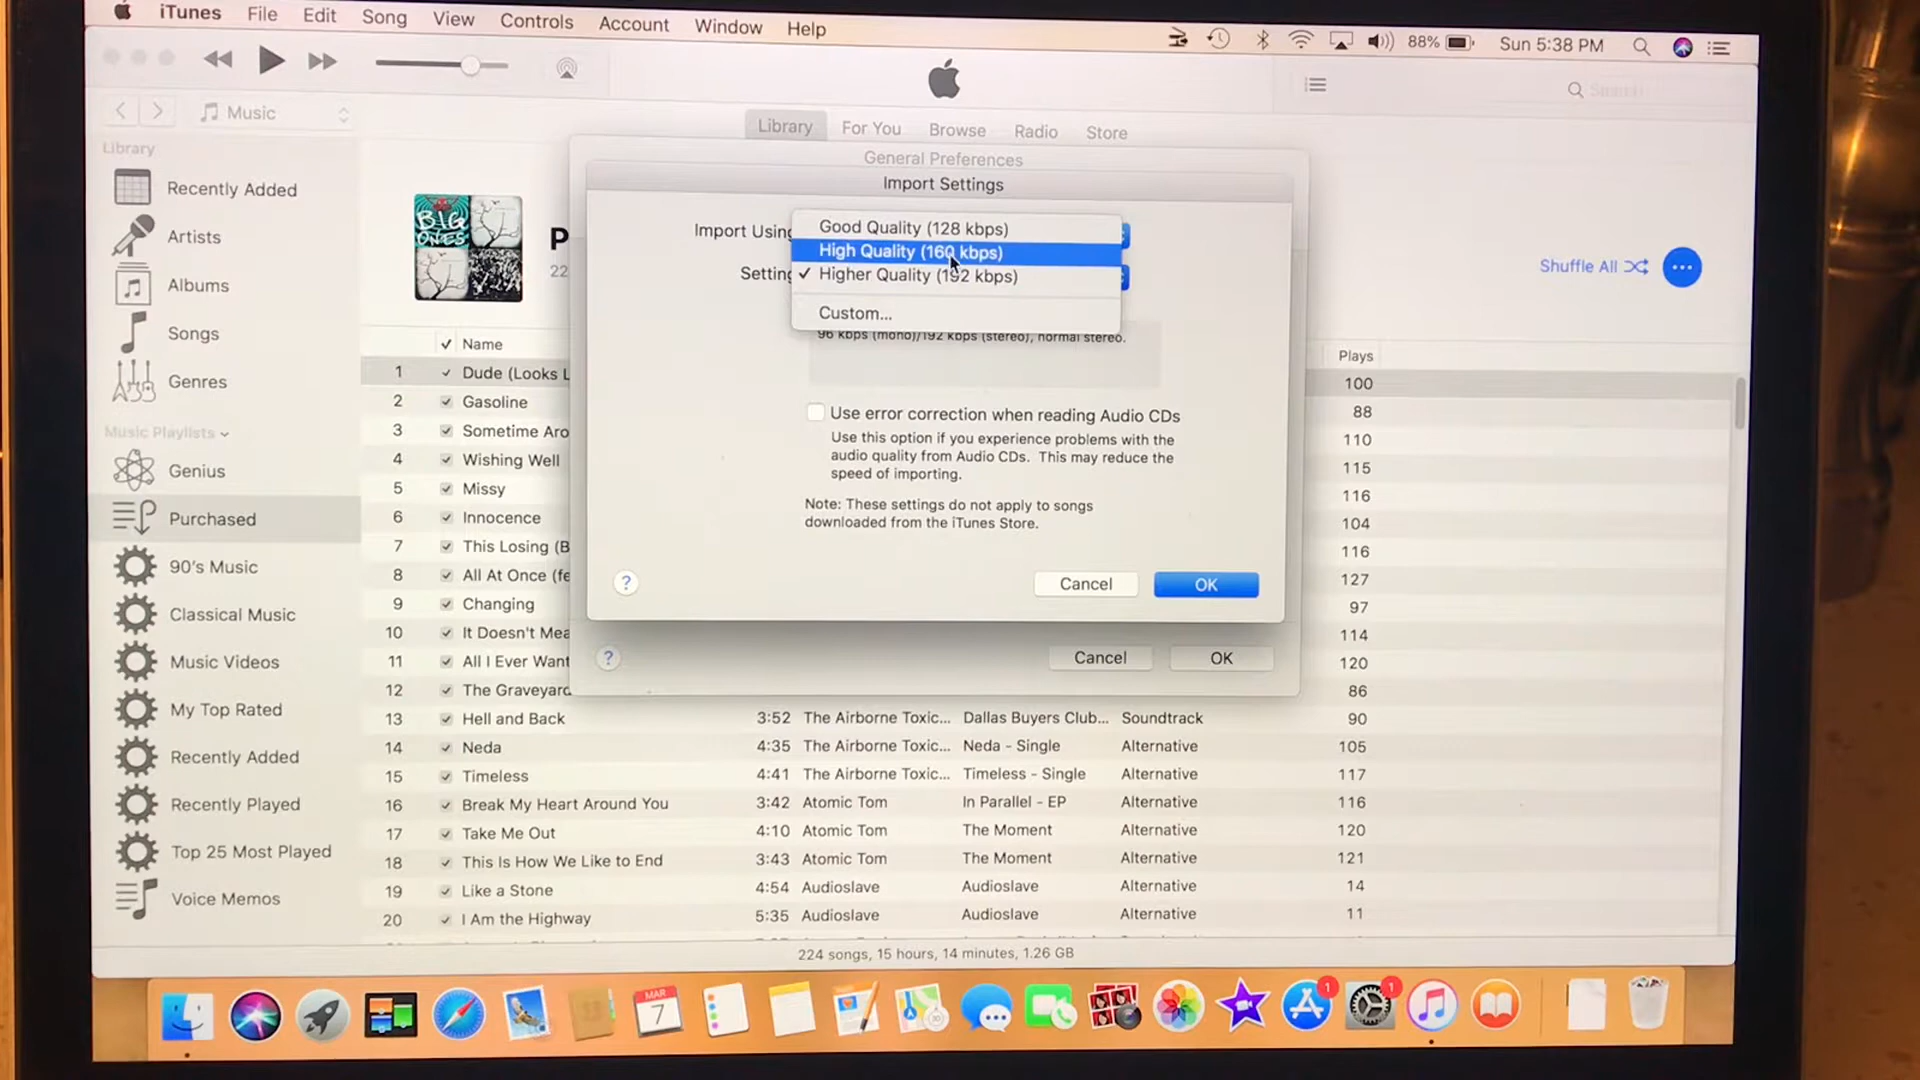 iTunes File Edit Song View Controls Account Window Help
88% Sun 5:38 PM
Music
Search
Library For You Browse Radio Store
Library
Recently Added
Artists
Albums
Songs
Genres
Music Playlists
Genius
Purchased
90's Music
Classical Music
Music Videos
My Top Rated
Recently Added
Recently Played
Top 25 Most Played
Voice Memos
BIG
ONES
P
22
Shuffle All
General Preferences
Import Settings
Import Using
Good Quality (128 kbps)
High Quality (160 kbps)
Setting ✓ Higher Quality (192 kbps)
Custom...
96 kbps (mono)/192 kbps (stereo), normal stereo.
Use error correction when reading Audio CDs
Use this option if you experience problems with the
audio quality from Audio CDs. This may reduce the
speed of importing.
Note: These settings do not apply to songs
downloaded from the iTunes Store.
? Cancel OK
? Cancel OK
✓ Name Plays
1 ✓ Dude (Looks L 100
2 ✓ Gasoline 88
3 ✓ Sometime Aro 110
4 ✓ Wishing Well 115
5 ✓ Missy 116
6 ✓ Innocence 104
7 ✓ This Losing (B 116
8 ✓ All At Once (fe 127
9 ✓ Changing 97
10 ✓ It Doesn't Mea 114
11 ✓ All I Ever Want 120
12 ✓ The Graveyard 86
13 ✓ Hell and Back 3:52 The Airborne Toxic... Dallas Buyers Club... Soundtrack 90
14 ✓ Neda 4:35 The Airborne Toxic... Neda - Single Alternative 105
15 ✓ Timeless 4:41 The Airborne Toxic... Timeless - Single Alternative 117
16 ✓ Break My Heart Around You 3:42 Atomic Tom In Parallel - EP Alternative 116
17 ✓ Take Me Out 4:10 Atomic Tom The Moment Alternative 120
18 ✓ This Is How We Like to End 3:43 Atomic Tom The Moment Alternative 121
19 ✓ Like a Stone 4:54 Audioslave Audioslave Alternative 14
20 ✓ I Am the Highway 5:35 Audioslave Audioslave Alternative 11
224 songs, 15 hours, 14 minutes, 1.26 GB
MAR
7
1
1